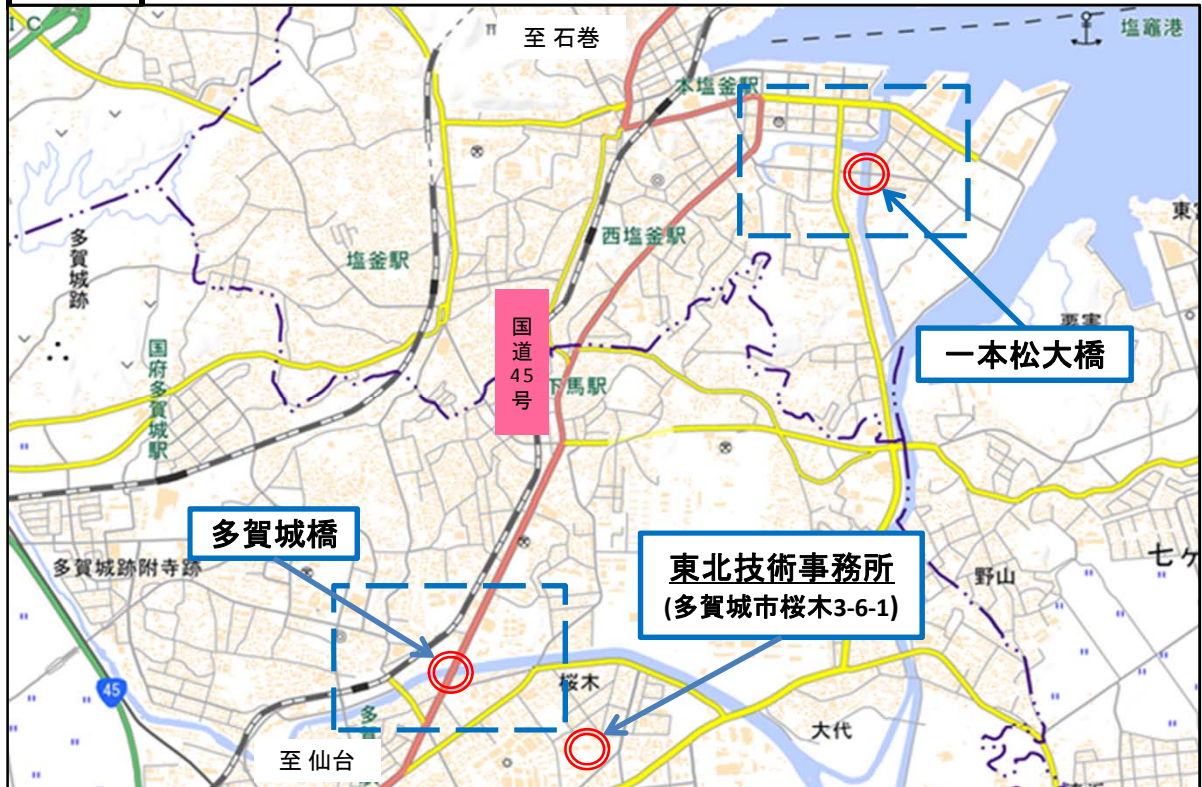 IC
至 石巻
塩竈港
本塩釜駅
多賀城跡
塩釜駅
西塩釜駅
国道45号
国府多賀城駅
下馬駅
一本松大橋
要害
多賀城橋
東北技術事務所
(多賀城市桜木3-6-1)
多賀城跡附寺跡
野山
七ヶ
45
桜木
大代
至 仙台